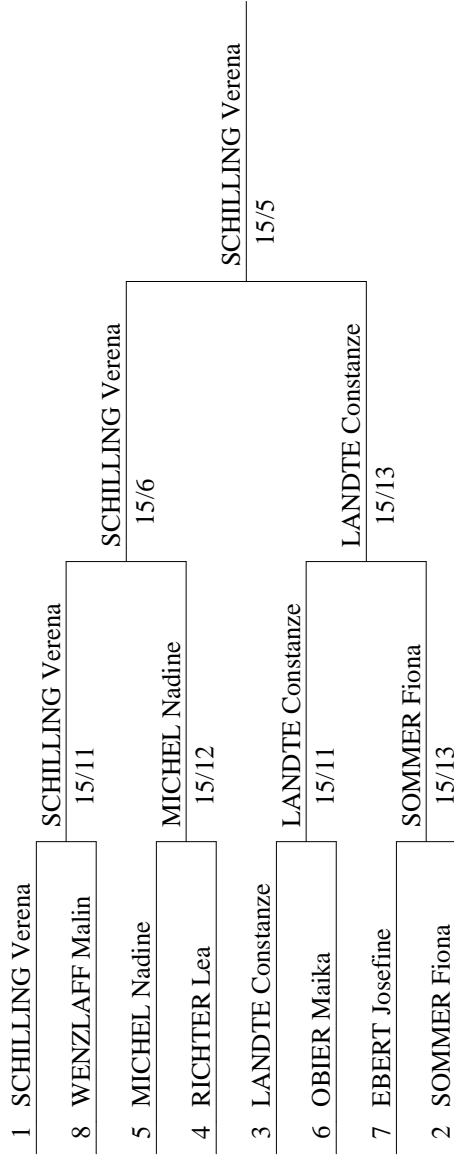 1 SCHILLING Verena
8 WENZLAFF Malin
5 MICHEL Nadine
4 RICHTER Lea
3 LANDTE Constanze
6 OBIER Maika
7 EBERT Josefine
2 SOMMER Fiona
SCHILLING Verena
15/11
MICHEL Nadine
15/12
LANDTE Constanze
15/11
SOMMER Fiona
15/13
SCHILLING Verena
15/6
LANDTE Constanze
15/13
SCHILLING Verena
15/5